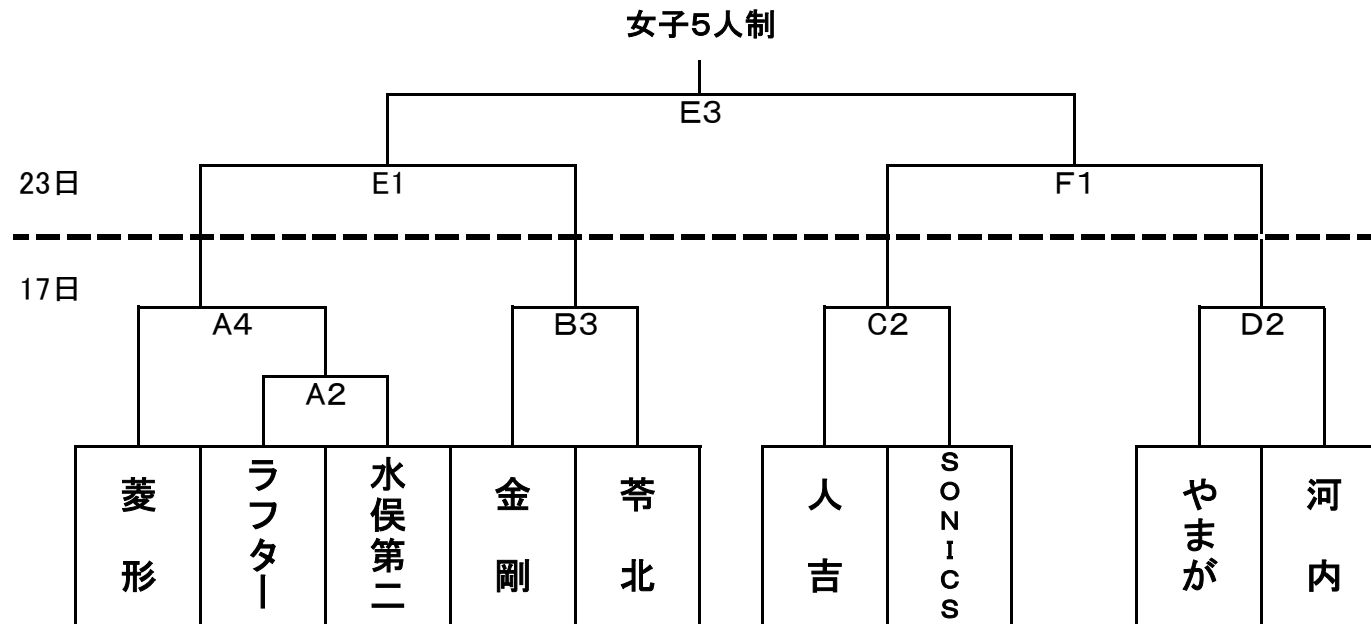 女子5人制
E3
23日
E1
F1
17日
A4
B3
C2
D2
A2
菱形
ラフター
水俣第二
金剛
苓北
人吉
SONICS
やまが
河内